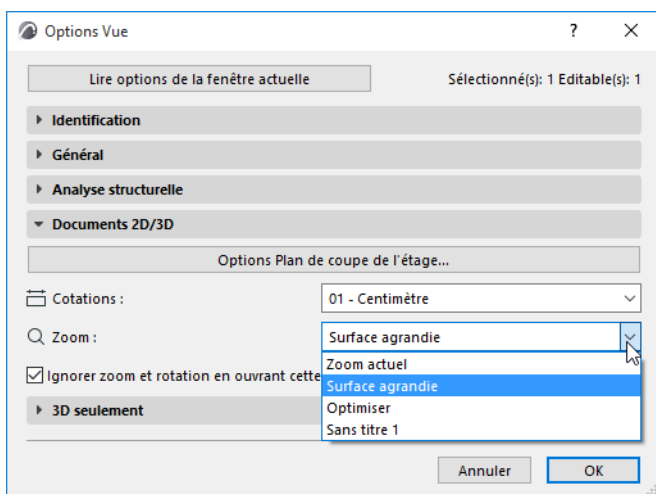 Options Vue
Lire options de la fenêtre actuelle Sélectionné(s): 1 Editable(s): 1
Identification
Général
Analyse structurelle
Documents 2D/3D
Options Plan de coupe de l'étage...
Cotations : 01 - Centimètre
Zoom : Surface agrandie
Zoom actuel
Ignorer zoom et rotation en ouvrant cette
Surface agrandie
Optimiser
3D seulement
Sans titre 1
Annuler OK